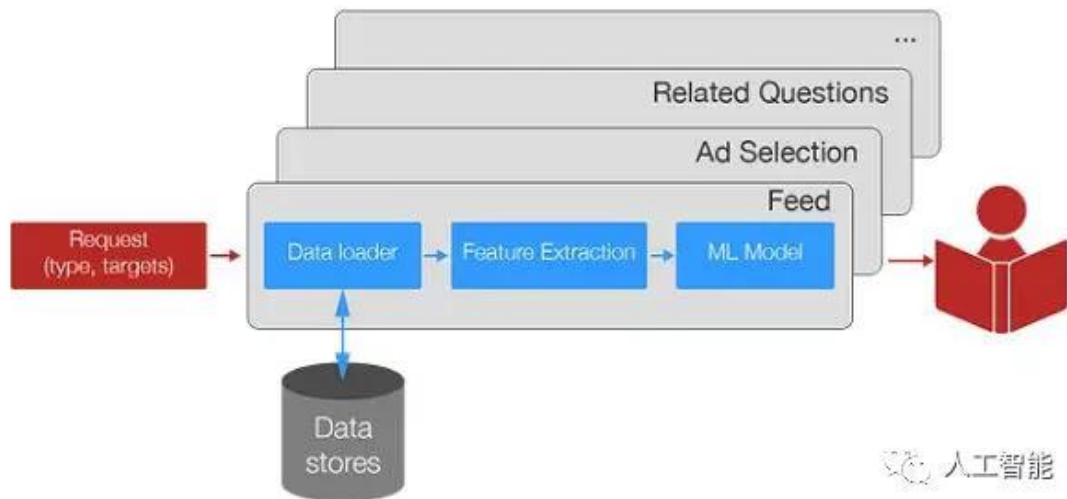 ...
Related Questions
Ad Selection
Feed
Request
(type, targets)
Data loader
Feature Extraction
ML Model
Data
stores
人工智能